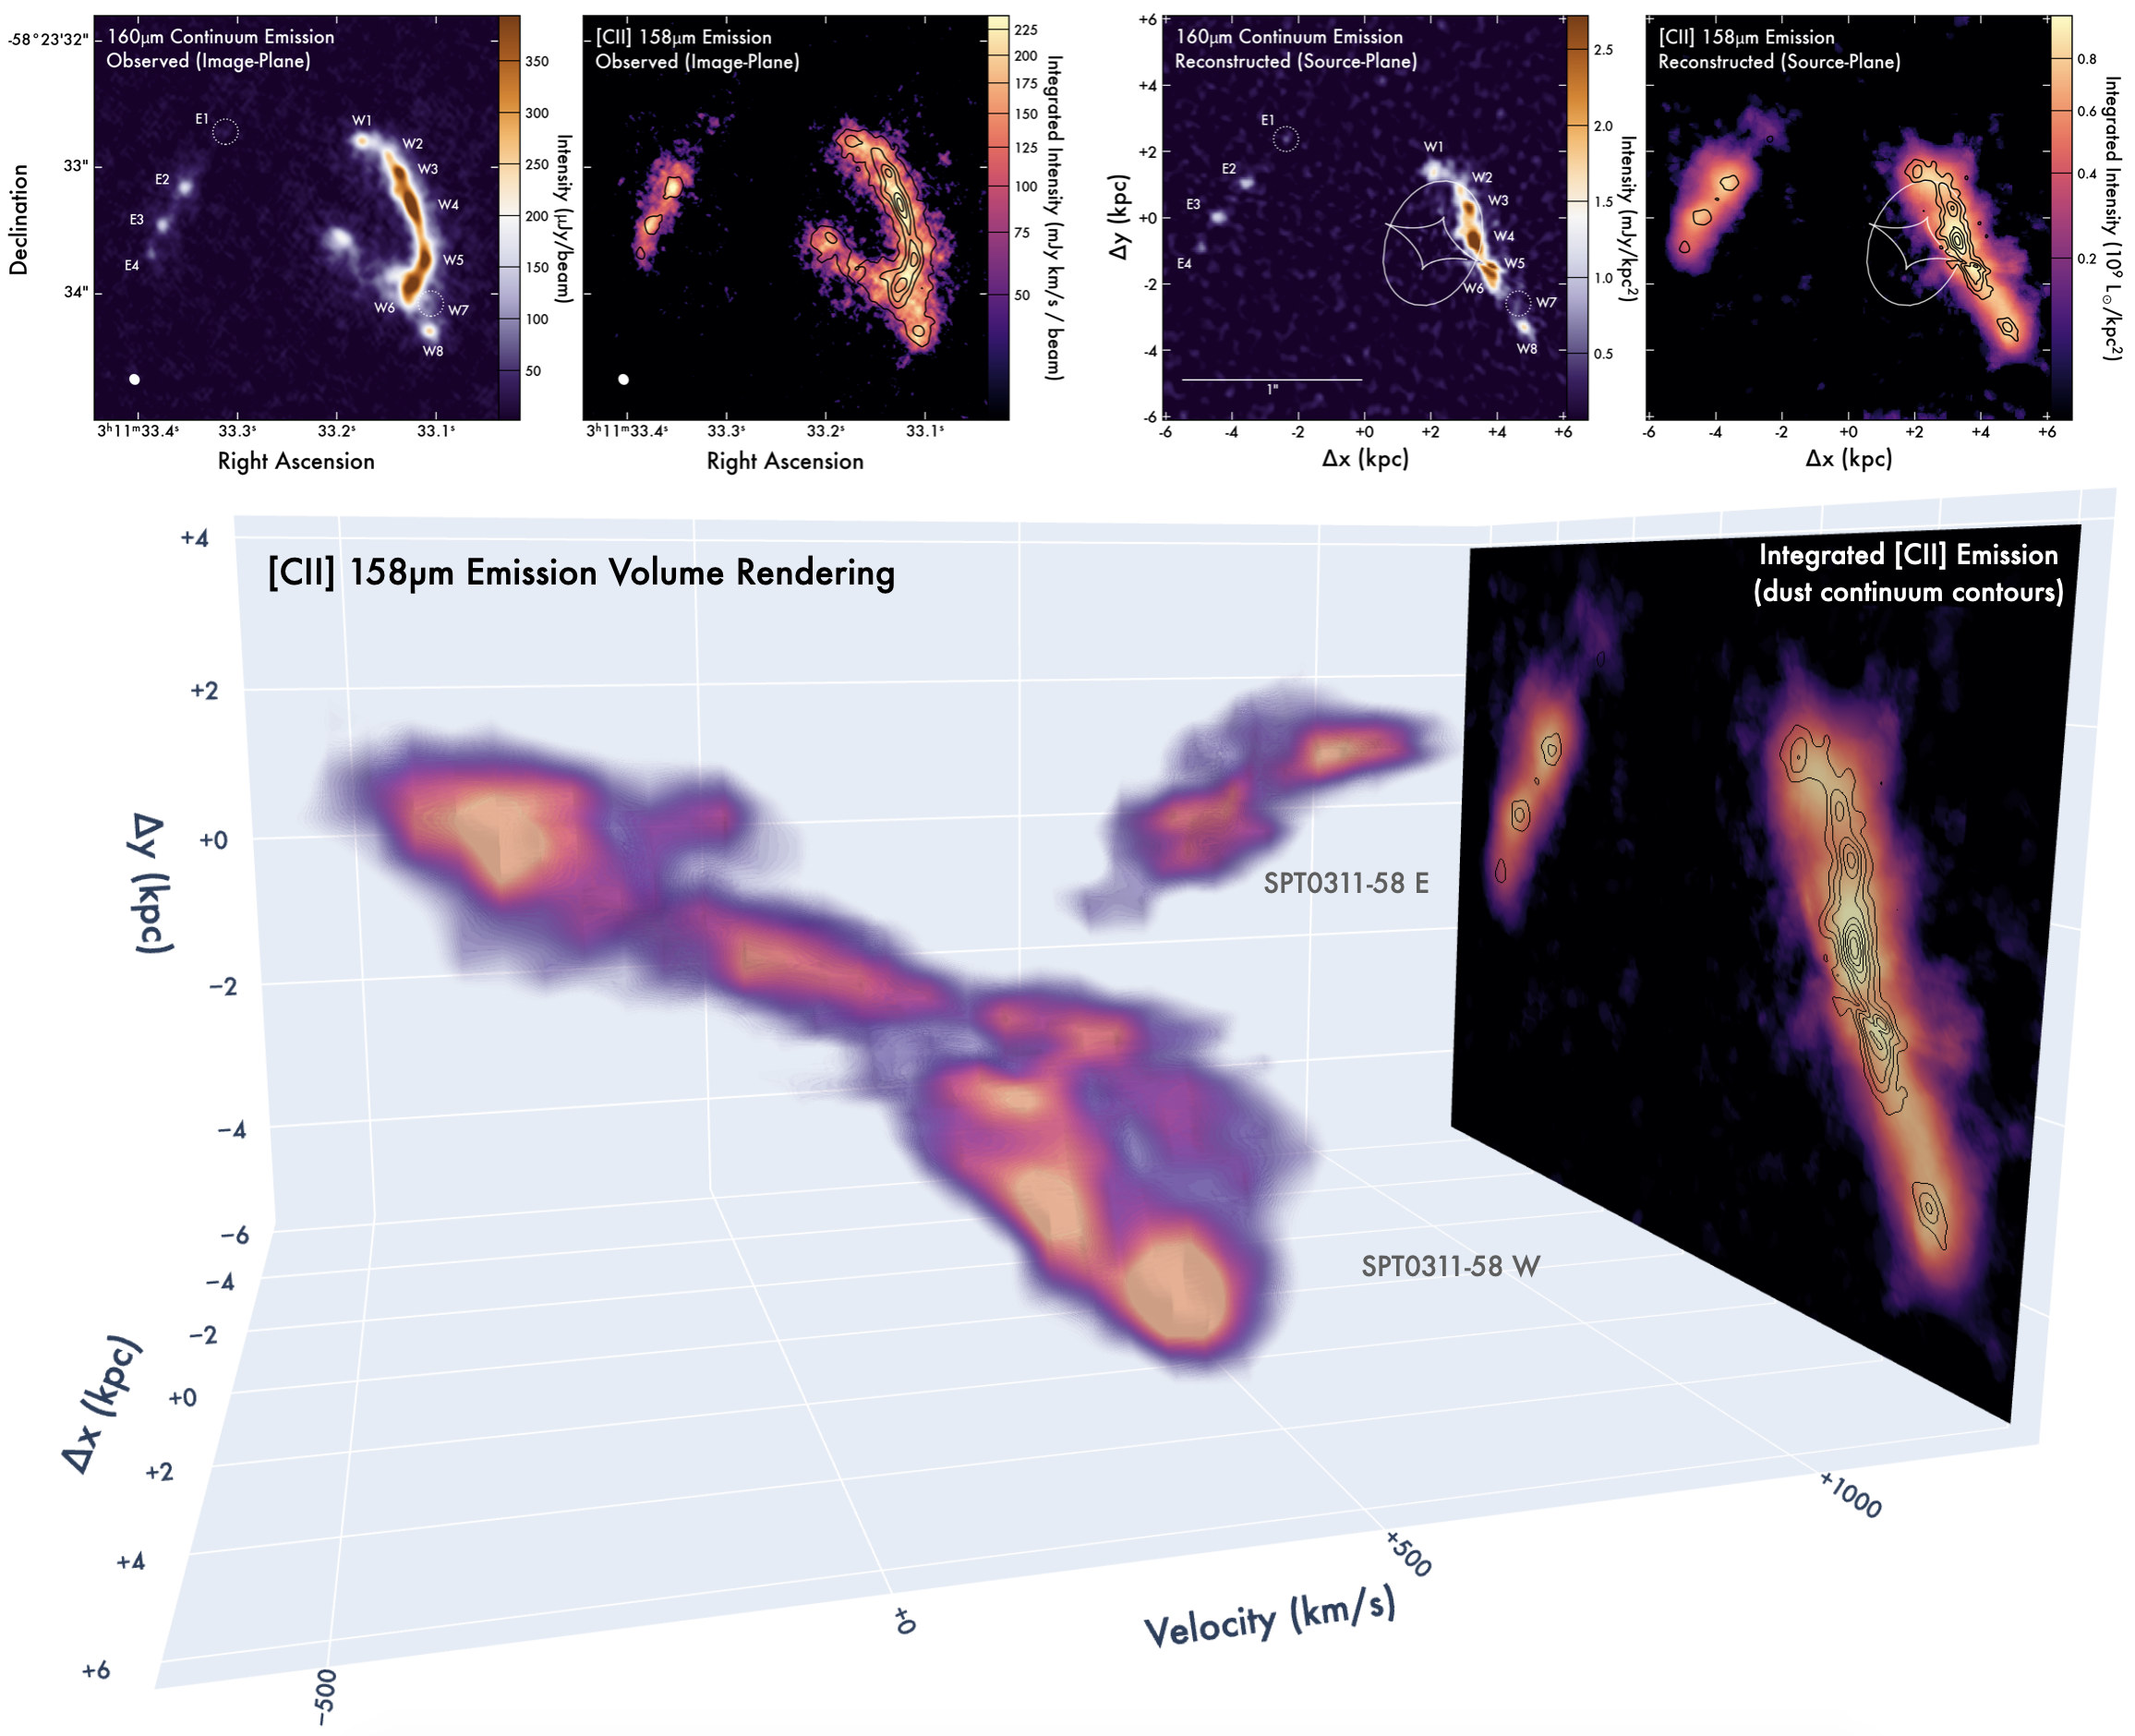 160μm Continuum Emission
Observed (Image-Plane)
-58°23'32"
33"
34"
Declination
E1
E2
E3
E4
W1
W2
W3
W4
W5
W6
W7
W8
3ʰ11ᵐ33.4ˢ
33.3ˢ
33.2ˢ
33.1ˢ
Right Ascension
350
300
250
200
150
100
50
Intensity (μJy/beam)
[CII] 158μm Emission
Observed (Image-Plane)
3ʰ11ᵐ33.4ˢ
33.3ˢ
33.2ˢ
33.1ˢ
Right Ascension
225
200
175
150
125
100
75
50
Integrated Intensity (mJy km/s / beam)
160μm Continuum Emission
Reconstructed (Source-Plane)
+6
+4
+2
+0
-2
-4
-6
Δy (kpc)
E1
E2
E3
E4
W1
W2
W3
W4
W5
W6
W7
W8
1"
-6
-4
-2
+0
+2
+4
+6
Δx (kpc)
2.5
2.0
1.5
1.0
0.5
Intensity (mJy/kpc²)
[CII] 158μm Emission
Reconstructed (Source-Plane)
-6
-4
-2
+0
+2
+4
+6
Δx (kpc)
0.8
0.6
0.4
0.2
Integrated Intensity (10⁹ L☉/kpc²)
[CII] 158μm Emission Volume Rendering
Integrated [CII] Emission
(dust continuum contours)
+4
+2
+0
−2
−4
−6
Δy (kpc)
SPT0311-58 E
SPT0311-58 W
−4
−2
+0
+2
+4
+6
Δx (kpc)
−500
+0
+500
+1000
Velocity (km/s)